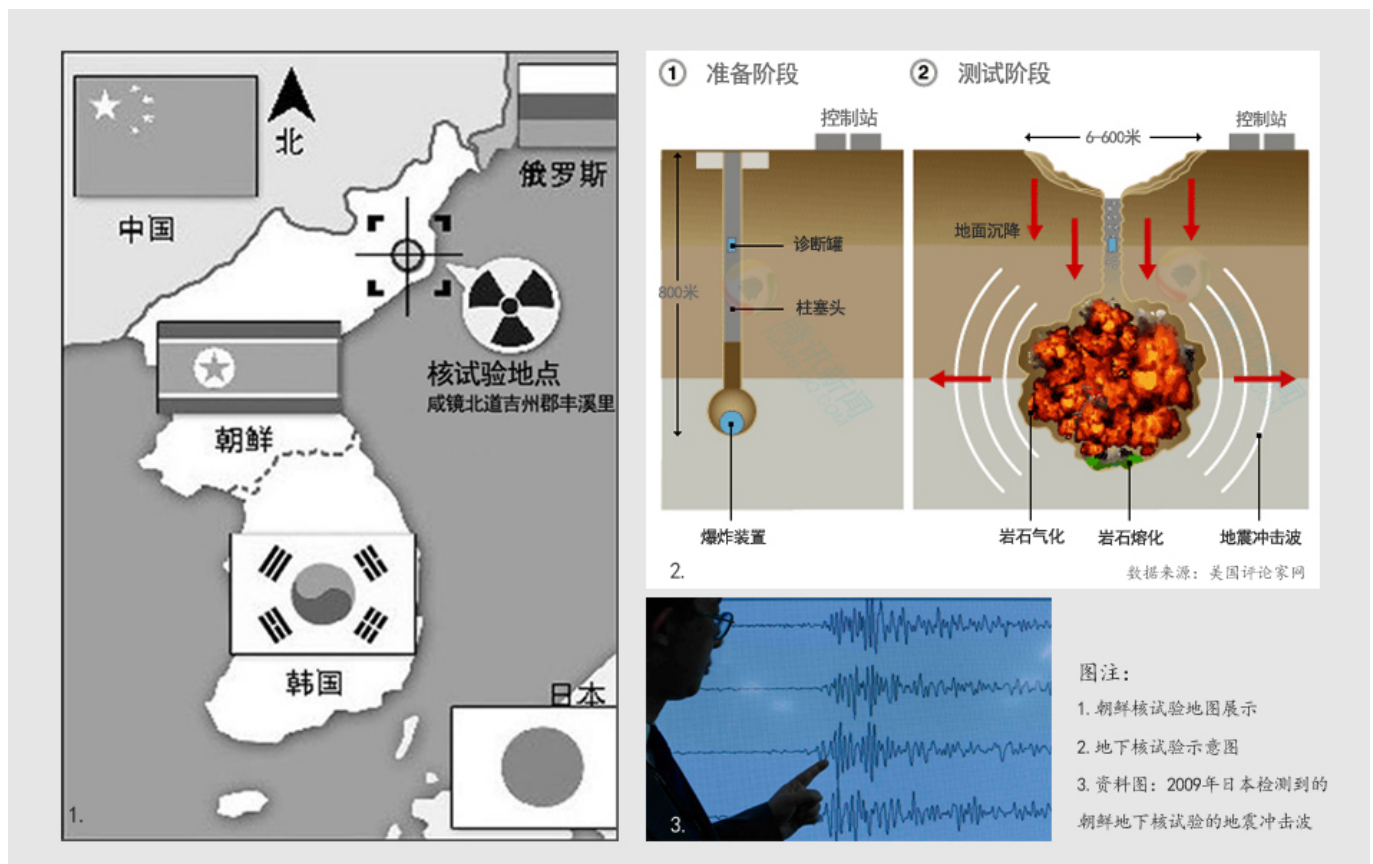 北
俄罗斯
中国
核试验地点
咸镜北道吉州郡丰溪里
朝鲜
韩国
日本
1.
① 准备阶段
控制站
800米
诊断罐
柱塞头
爆炸装置
② 测试阶段
6-600米
控制站
地面沉降
岩石气化
岩石熔化
地震冲击波
2.
数据来源：美国评论家网
3.
图注：
1.朝鲜核试验地图展示
2.地下核试验示意图
3.资料图：2009年日本检测到的
朝鲜地下核试验的地震冲击波